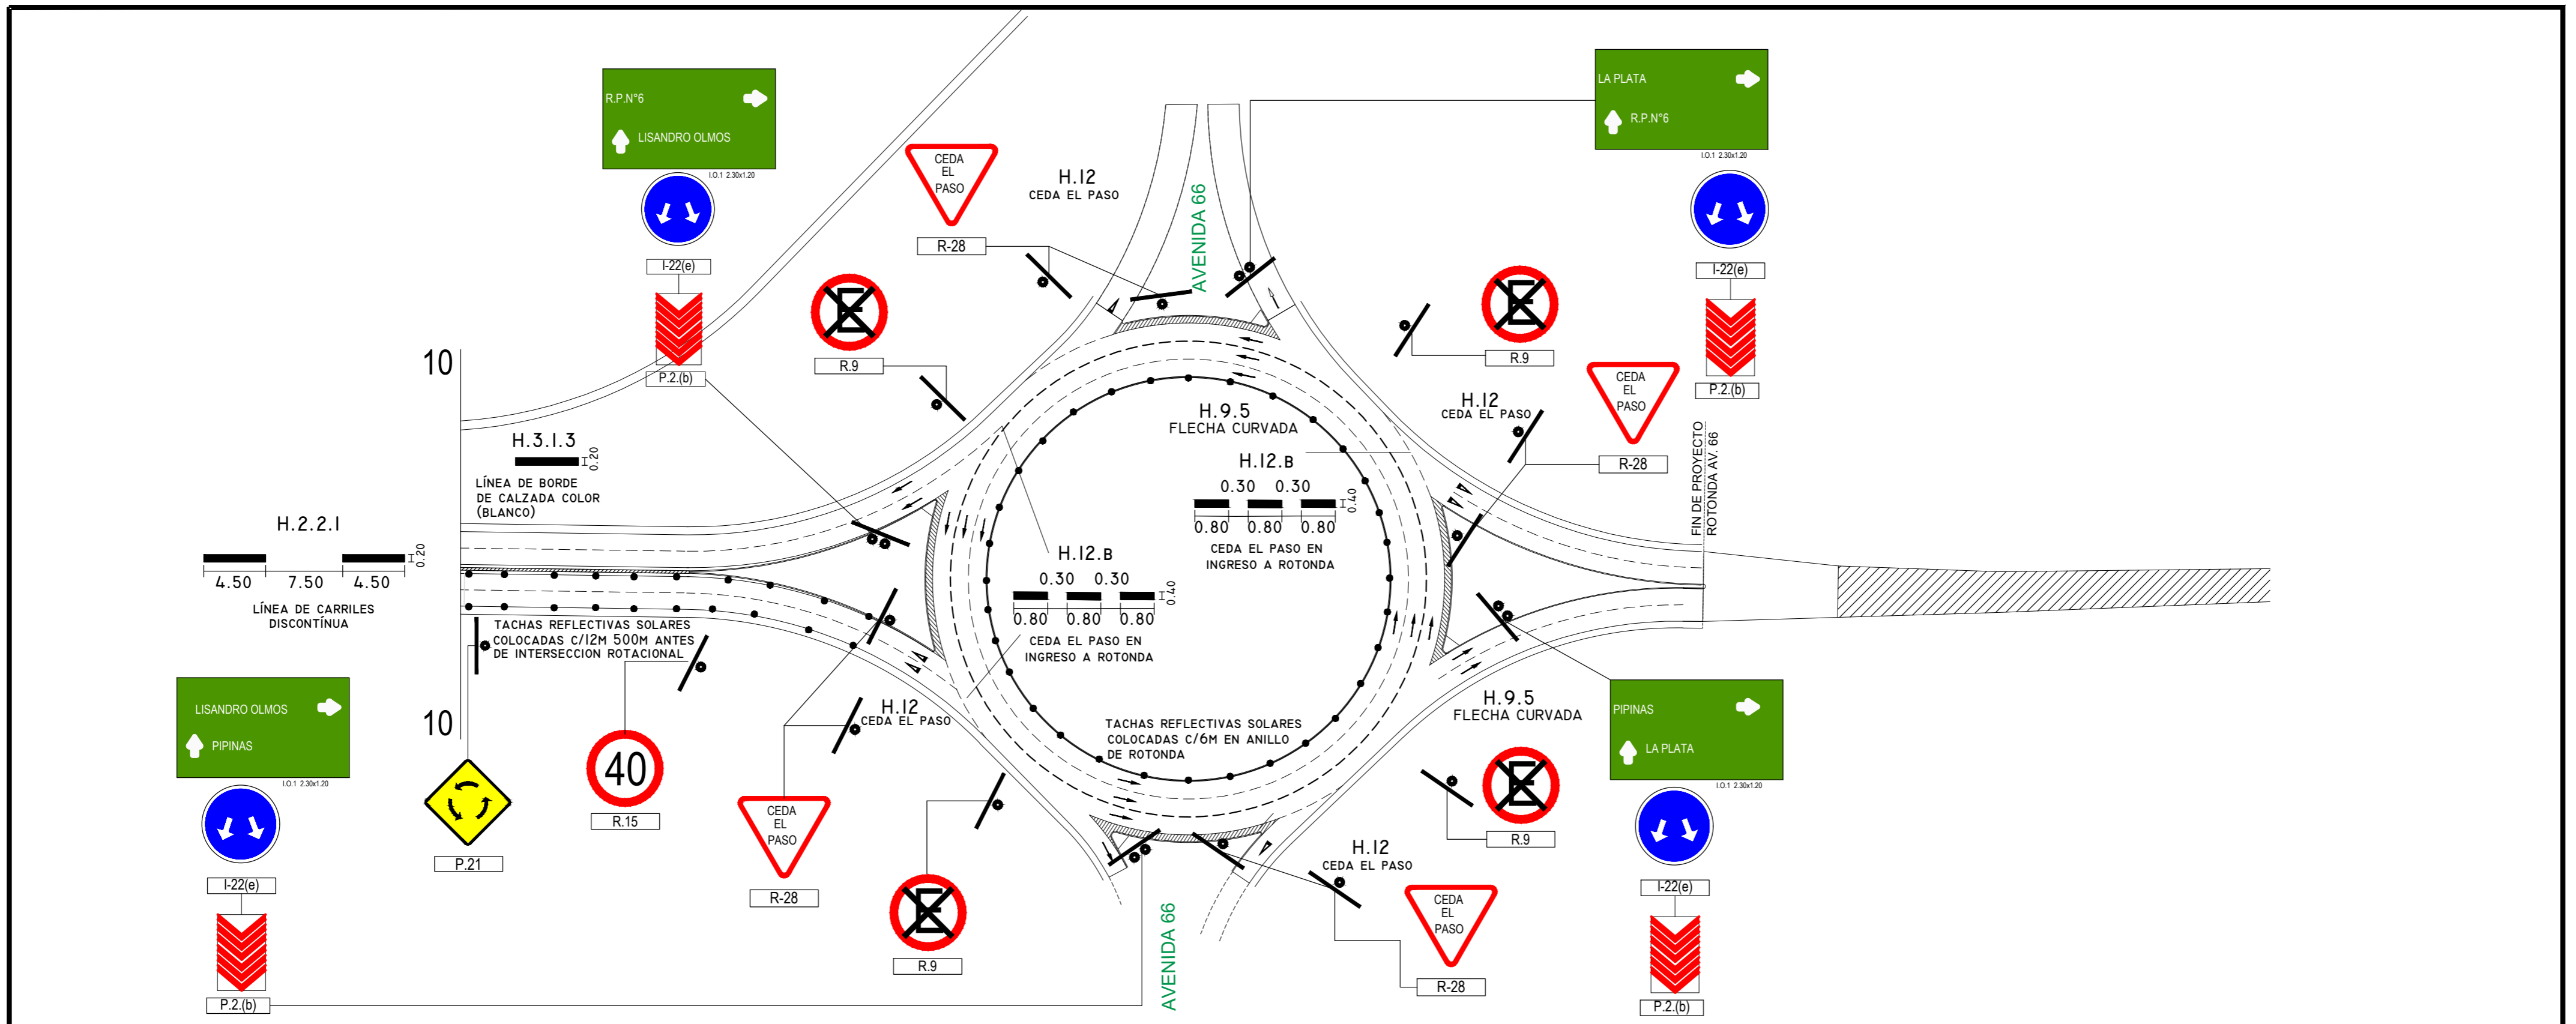 R.P.N°6
LISANDRO OLMOS
I.O.1 2.30x1.20
I-22(e)
P.2.(b)
CEDA
EL
PASO
R-28
H.12
CEDA EL PASO
AVENIDA 66
LA PLATA
R.P.N°6
I.O.1 2.30x1.20
I-22(e)
P.2.(b)
E
R.9
E
R.9
CEDA
EL
PASO
R-28
H.12
CEDA EL PASO
FIN DE PROYECTO
ROTONDA AV. 66
10
H.3.1.3
0.20
LÍNEA DE BORDE
DE CALZADA COLOR
(BLANCO)
H.2.2.1
0.20
4.50 7.50 4.50
LÍNEA DE CARRILES
DISCONTÍNUA
H.9.5
FLECHA CURVADA
H.12.B
0.30 0.30
0.40
0.80 0.80 0.80
CEDA EL PASO EN
INGRESO A ROTONDA
H.12.B
0.30 0.30
0.40
0.80 0.80 0.80
CEDA EL PASO EN
INGRESO A ROTONDA
TACHAS REFLECTIVAS SOLARES
COLOCADAS C/12M 500M ANTES
DE INTERSECCION ROTACIONAL
10
LISANDRO OLMOS
PIPINAS
I.O.1 2.30x1.20
I-22(e)
P.2.(b)
P.21
40
R.15
H.12
CEDA EL PASO
CEDA
EL
PASO
R-28
E
R.9
TACHAS REFLECTIVAS SOLARES
COLOCADAS C/6M EN ANILLO
DE ROTONDA
AVENIDA 66
H.9.5
FLECHA CURVADA
E
R.9
H.12
CEDA EL PASO
CEDA
EL
PASO
R-28
PIPINAS
LA PLATA
I.O.1 2.30x1.20
I-22(e)
P.2.(b)